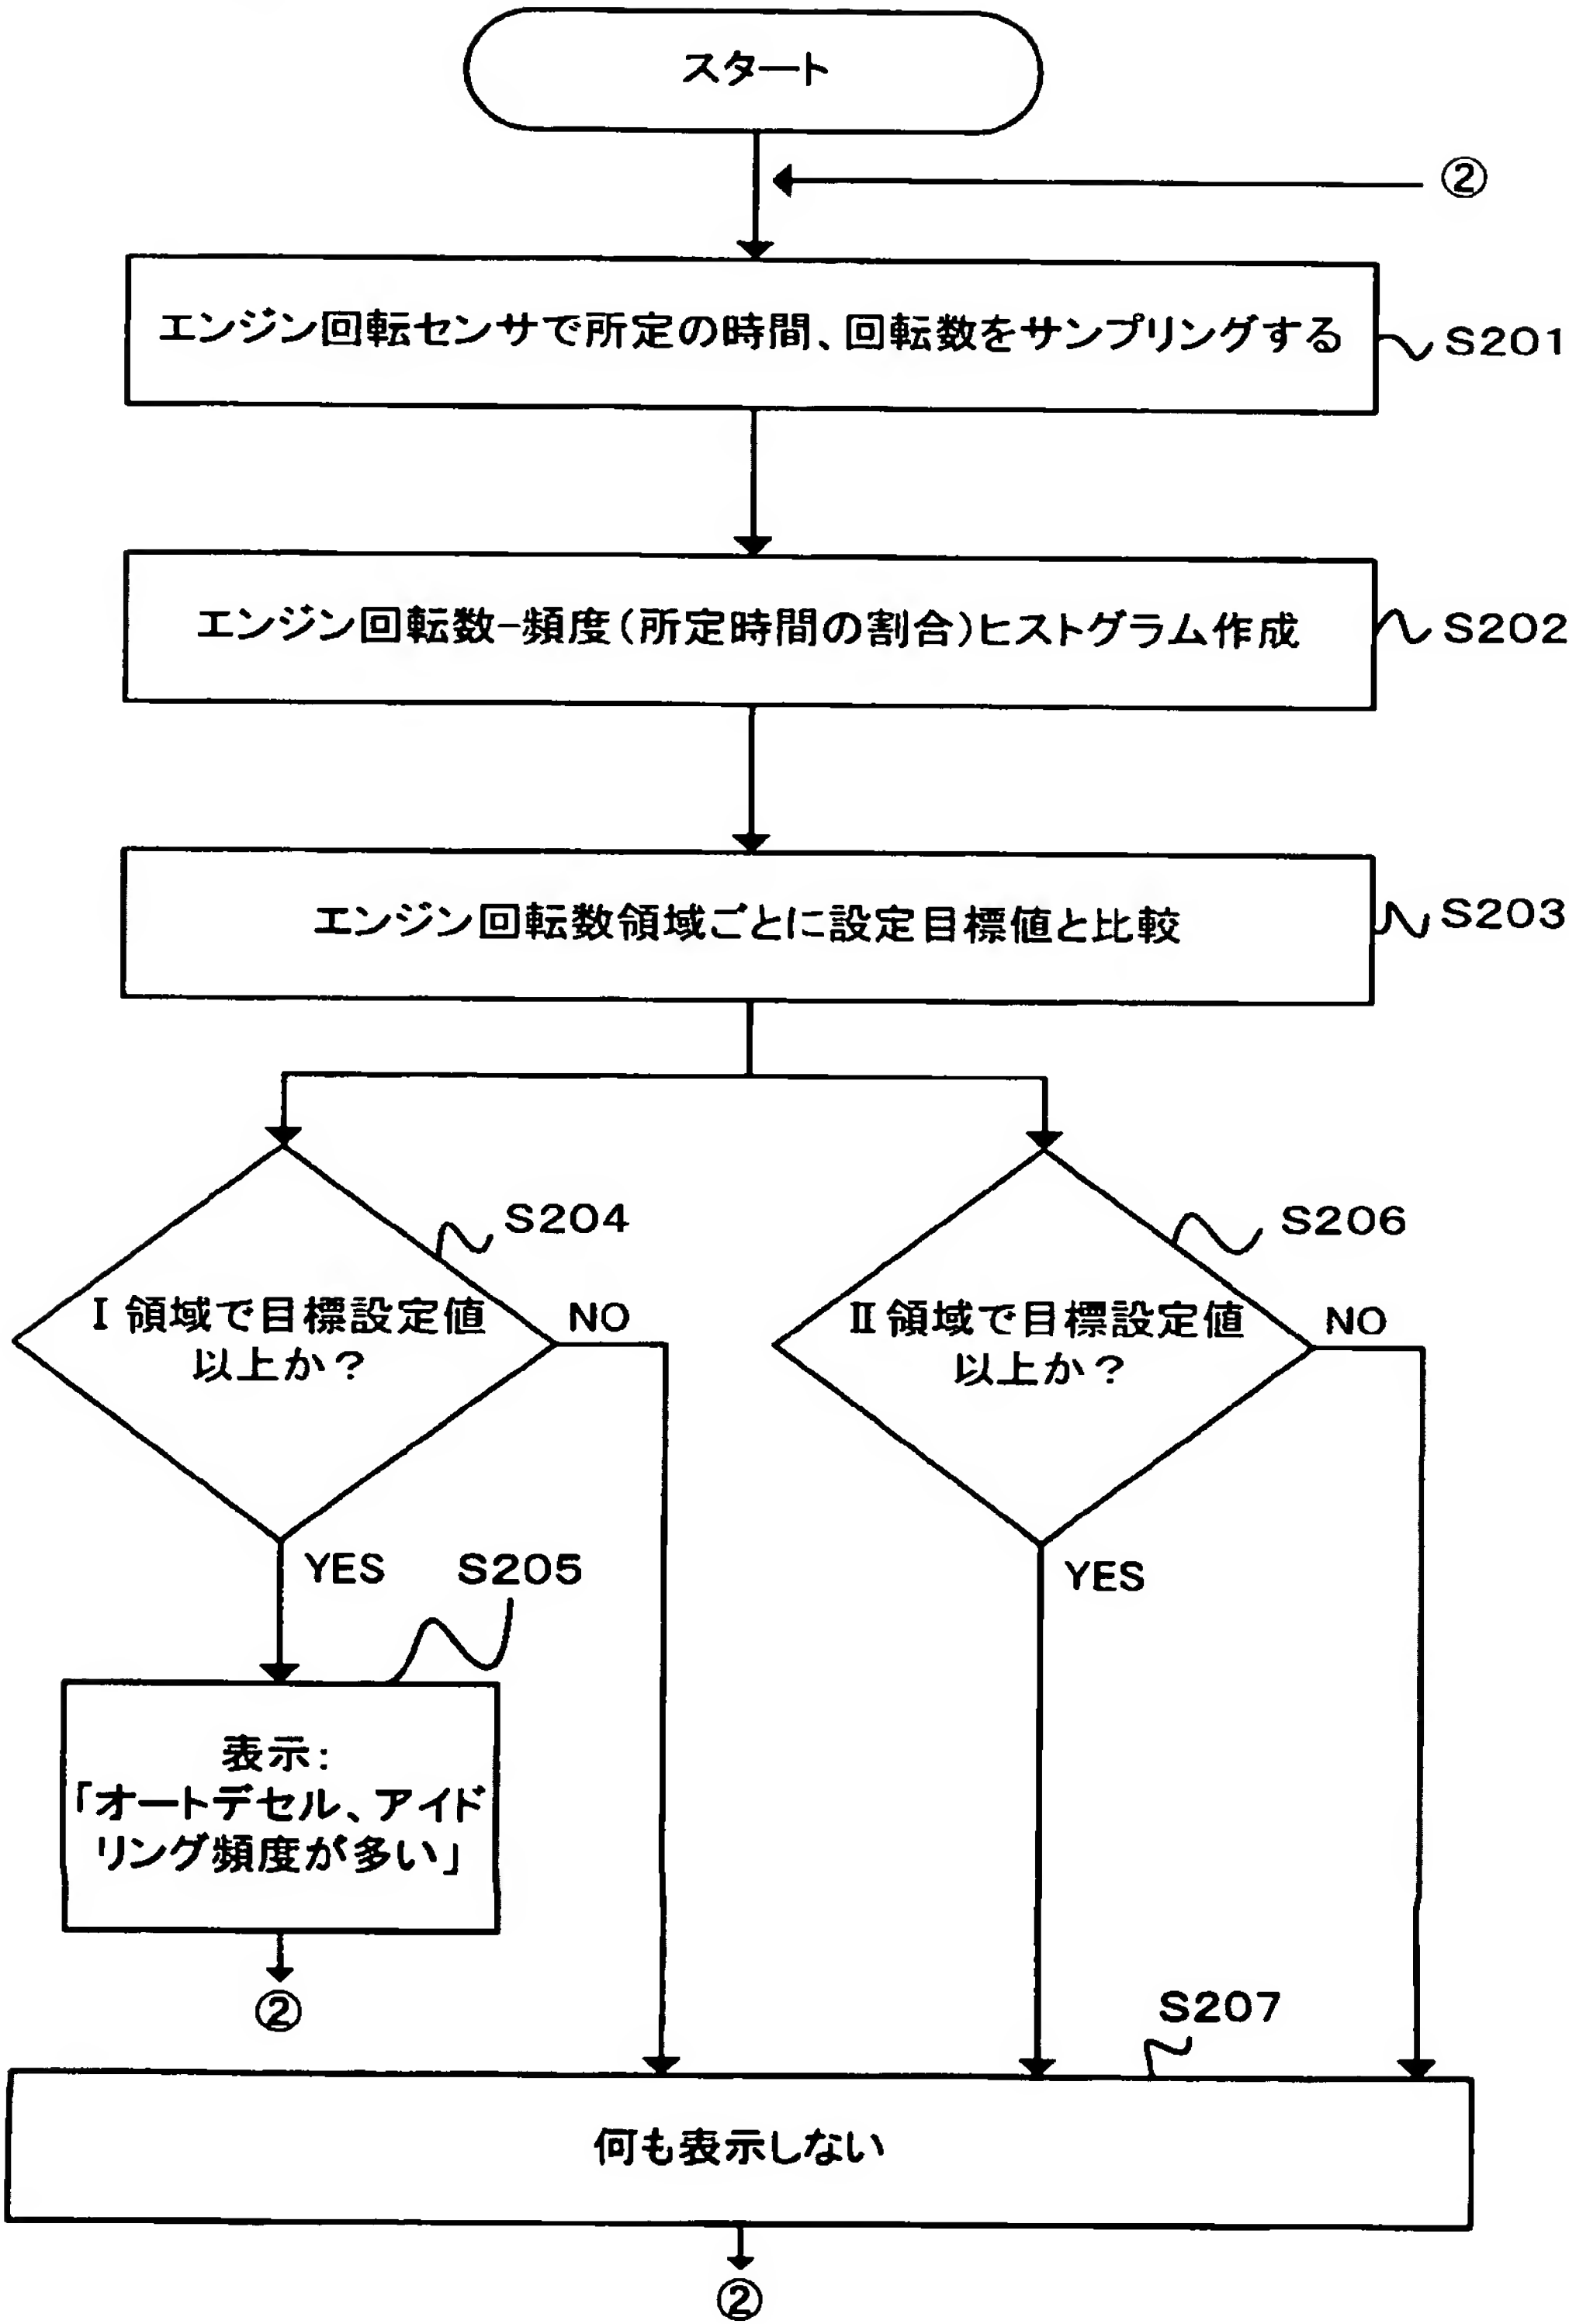 スタート
②
エンジン回転センサで所定の時間、回転数をサンプリングする
S201
エンジン回転数-頻度(所定時間の割合)ヒストグラム作成
S202
エンジン回転数領域ごとに設定目標値と比較
S203
S204
Ⅰ領域で目標設定値
以上か?
NO
YES
S206
Ⅱ領域で目標設定値
以上か?
NO
YES
S205
表示:
「オートデセル、アイド
リング頻度が多い」
②
S207
何も表示しない
②